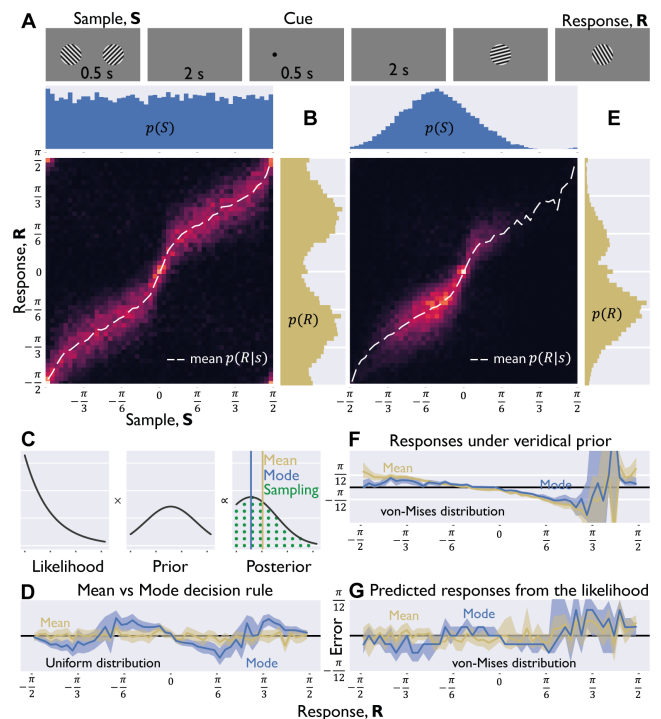 A
Sample, S
Cue
Response, R
0.5 s
2 s
0.5 s
2 s
p(S)
B
p(S)
E
π/2
π/3
π/6
0
−π/6
−π/3
−π/2
Response, R
p(R)
mean p(R|s)
p(R)
mean p(R|s)
−π/3
−π/6
0
π/6
π/3
π/2
Sample, S
−π/2
−π/3
−π/6
0
π/6
π/3
π/2
C
Mean
Mode
Sampling
×
∝
Likelihood
Prior
Posterior
F
Responses under veridical prior
π/12
−π/12
Mean
Mode
von-Mises distribution
−π/2
−π/3
−π/6
0
π/6
π/3
π/2
D
Mean vs Mode decision rule
Mean
Uniform distribution
Mode
−π/2
−π/3
−π/6
0
π/6
π/3
π/2
G
Predicted responses from the likelihood
π/12
Error
−π/12
Mean
Mode
von-Mises distribution
−π/2
−π/3
−π/6
0
π/6
π/3
π/2
Response, R